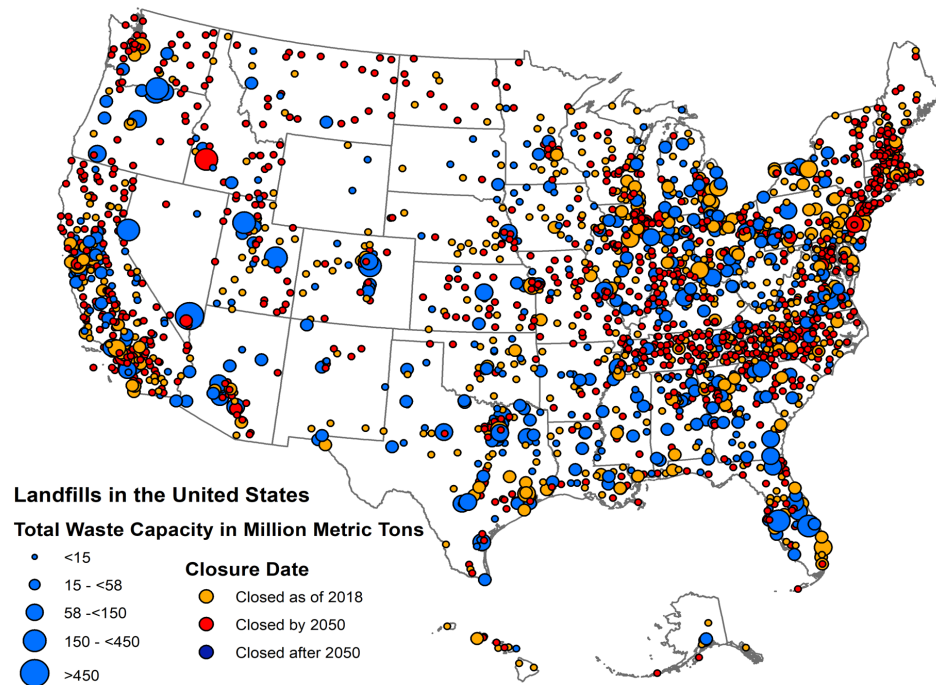 Landfills in the United States
Total Waste Capacity in Million Metric Tons
<15
15 - <58
58 -<150
150 - <450
>450
Closure Date
Closed as of 2018
Closed by 2050
Closed after 2050